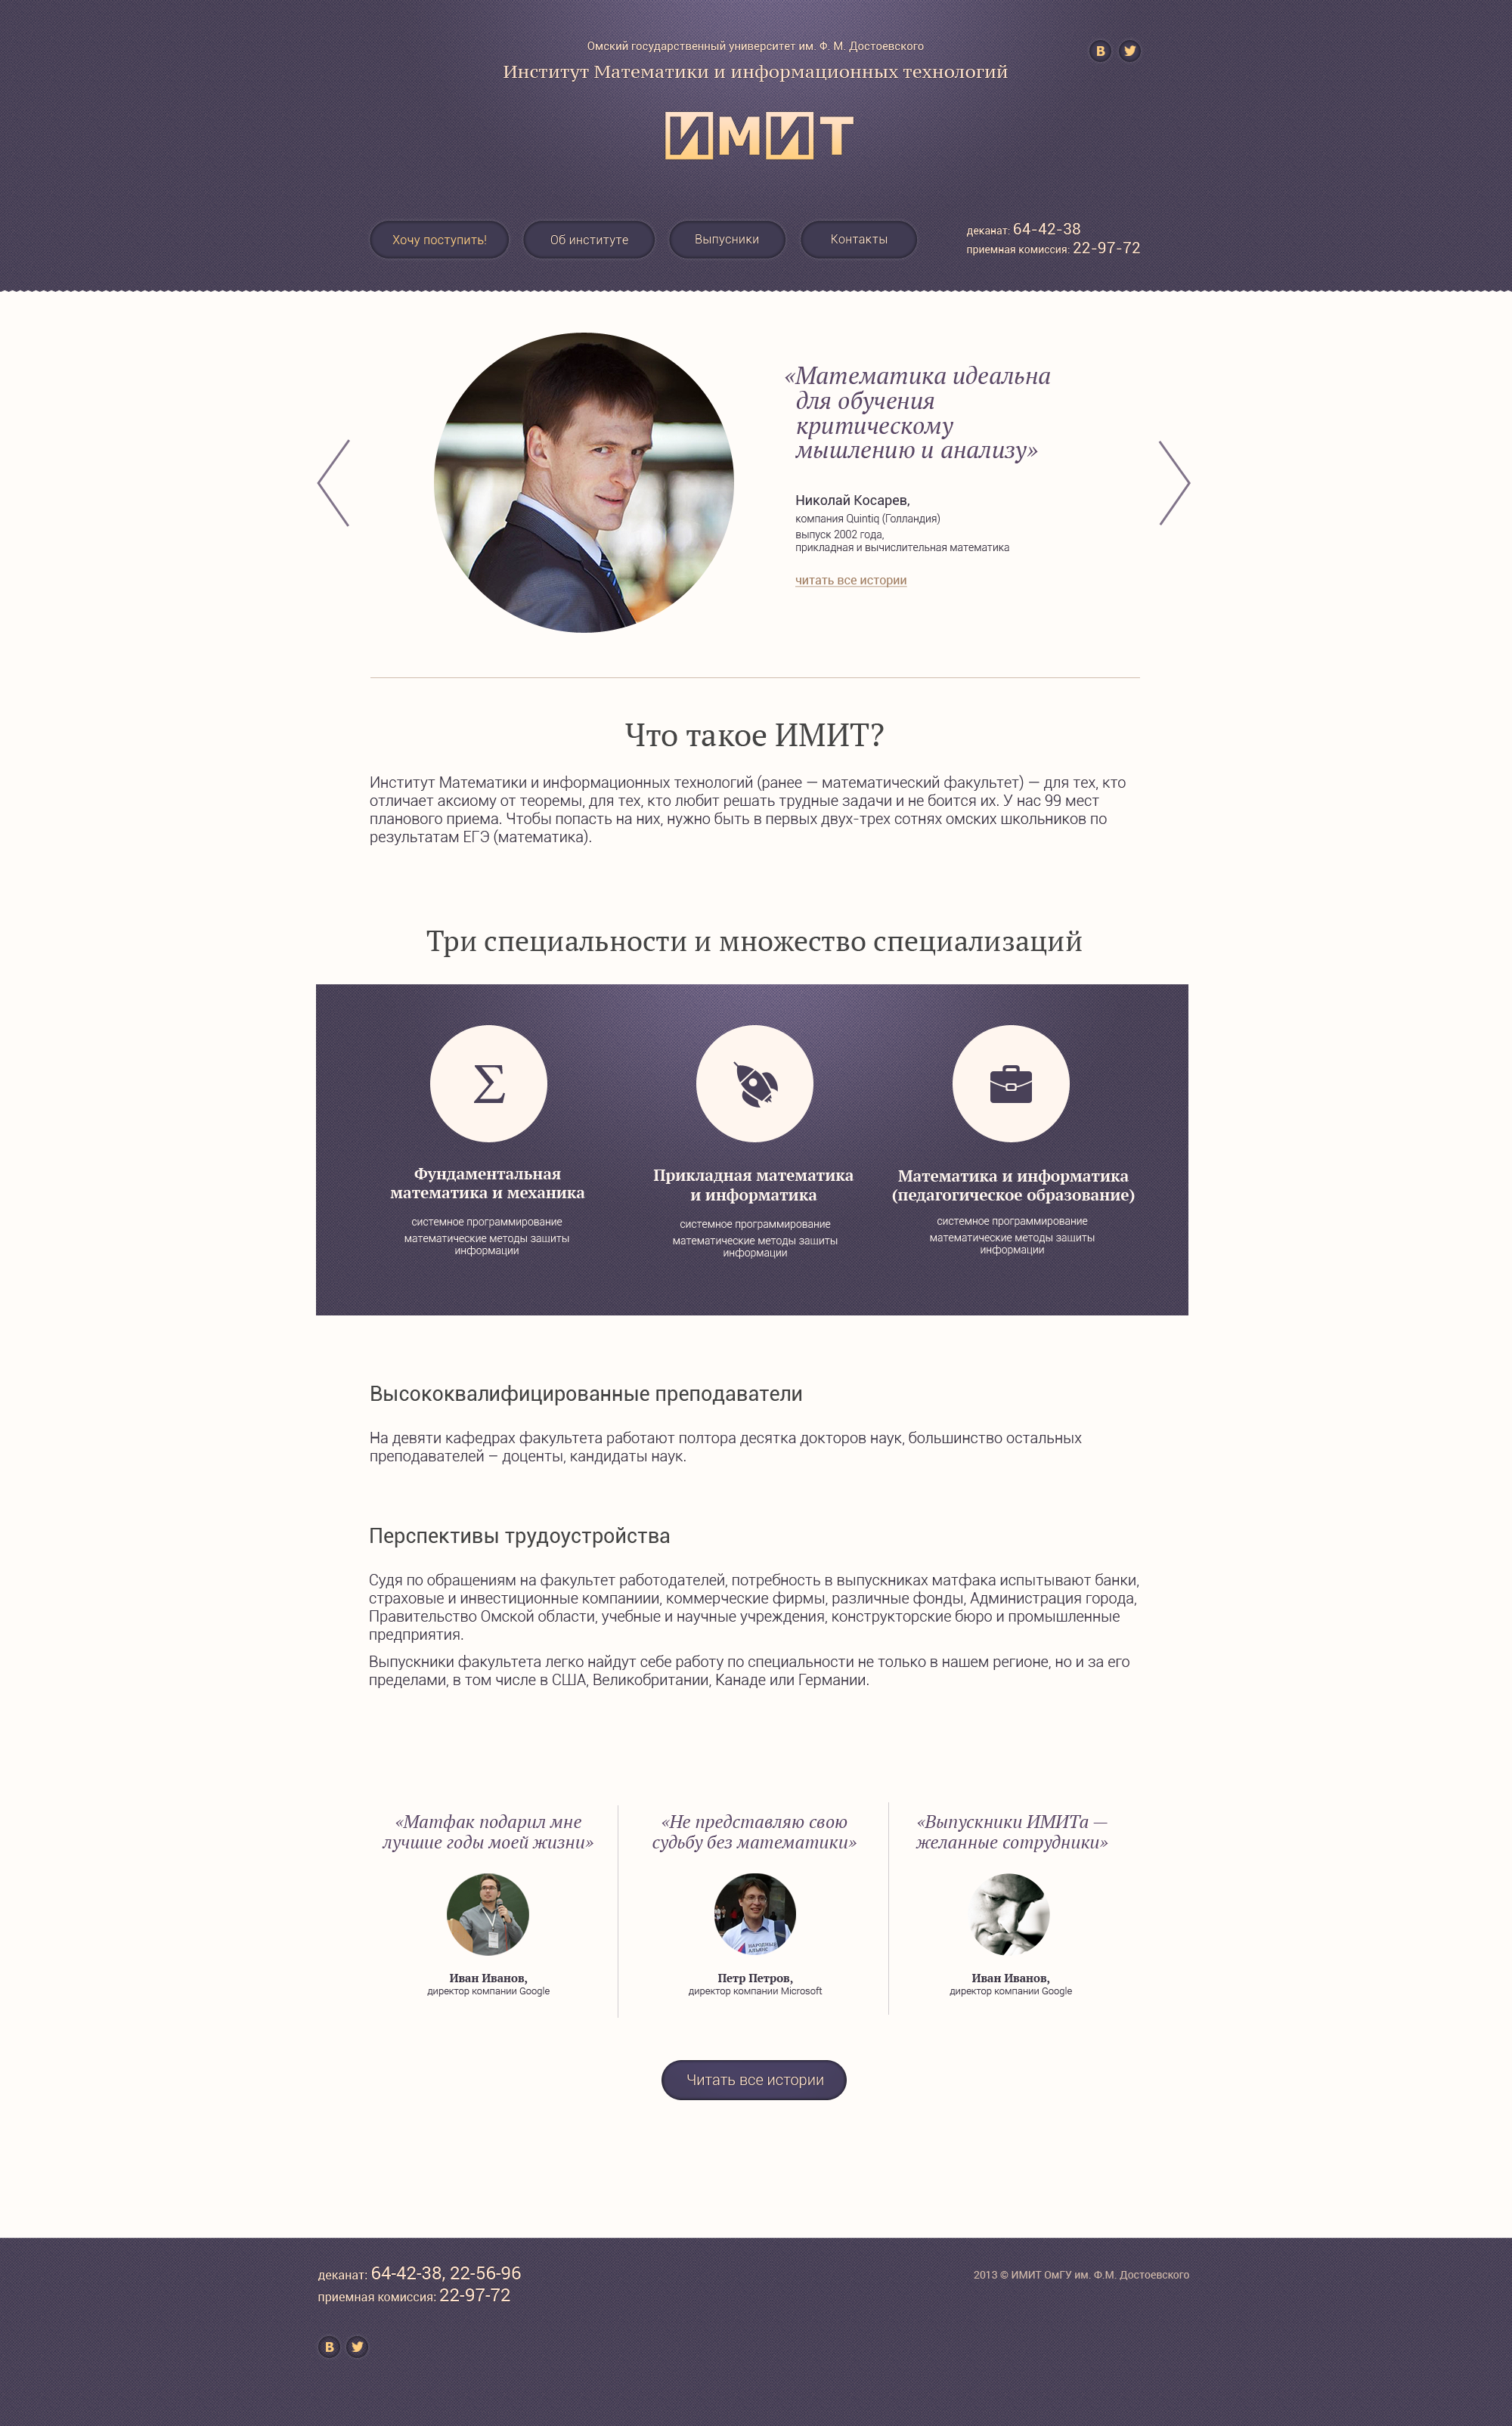 Омский государственный университет им. Ф. М. Достоевского
Институт Математики и информационных технологий
ИМИТ
Хочу поступить!
Об институте
Выпусники
Контакты
деканат: 64-42-38
приемная комиссия: 22-97-72
«Математика идеальна
для обучения
критическому
мышлению и анализу»
Николай Косарев,
компания Quintiq (Голландия)
выпуск 2002 года,
прикладная и вычислительная математика
читать все истории
Что такое ИМИТ?
Институт Математики и информационных технологий (ранее — математический факультет) — для тех, кто
отличает аксиому от теоремы, для тех, кто любит решать трудные задачи и не боится их. У нас 99 мест
планового приема. Чтобы попасть на них, нужно быть в первых двух-трех сотнях омских школьников по
результатам ЕГЭ (математика).
Три специальности и множество специализаций
Σ
Фундаментальная
математика и механика
системное программирование
математические методы защиты
информации
Прикладная математика
и информатика
системное программирование
математические методы защиты
информации
Математика и информатика
(педагогическое образование)
системное программирование
математические методы защиты
информации
Высококвалифицированные преподаватели
На девяти кафедрах факультета работают полтора десятка докторов наук, большинство остальных
преподавателей – доценты, кандидаты наук.
Перспективы трудоустройства
Судя по обращениям на факультет работодателей, потребность в выпускниках матфака испытывают банки,
страховые и инвестиционные компаниии, коммерческие фирмы, различные фонды, Администрация города,
Правительство Омской области, учебные и научные учреждения, конструкторские бюро и промышленные
предприятия.
Выпускники факультета легко найдут себе работу по специальности не только в нашем регионе, но и за его
пределами, в том числе в США, Великобритании, Канаде или Германии.
«Матфак подарил мне
лучшие годы моей жизни»
Иван Иванов,
директор компании Google
«Не представляю свою
судьбу без математики»
НАРОДНЫЙ
АЛЬЯНС
Петр Петров,
директор компании Microsoft
«Выпускники ИМИТа —
желанные сотрудники»
Иван Иванов,
директор компании Google
Читать все истории
деканат: 64-42-38, 22-56-96
приемная комиссия: 22-97-72
2013 © ИМИТ ОмГУ им. Ф.М. Достоевского